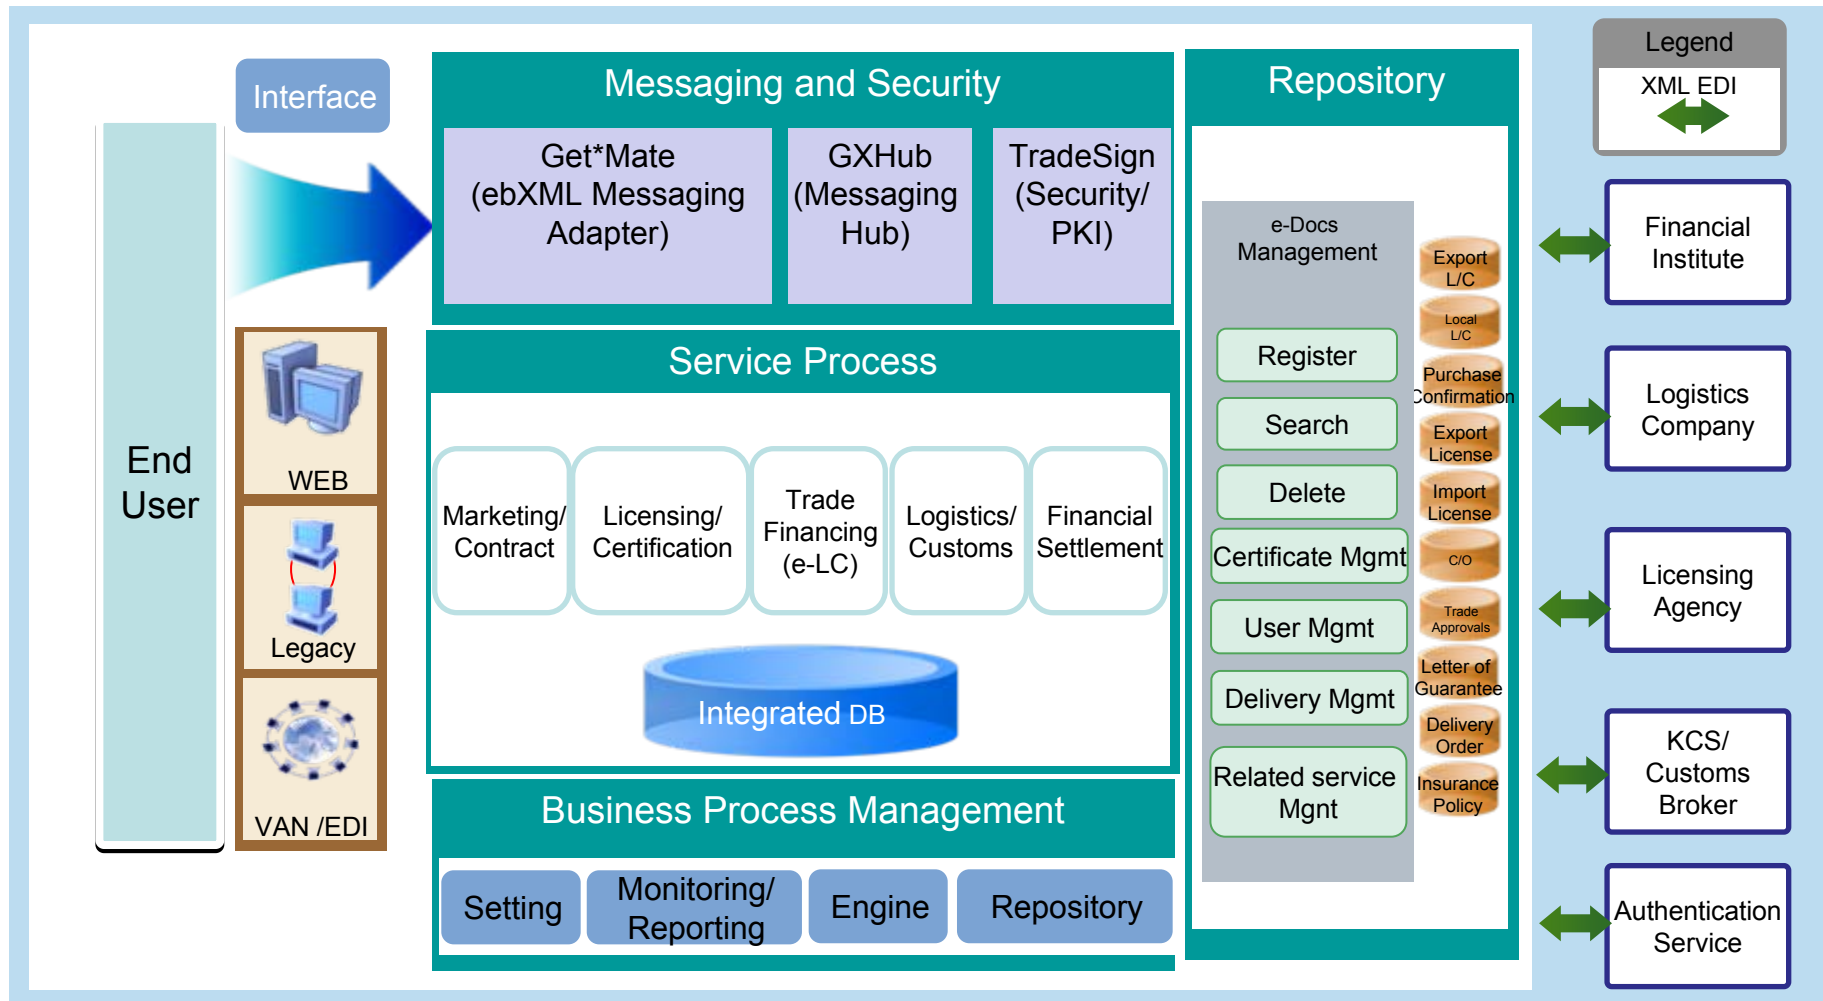 Interface
End
User
WEB
Legacy
VAN /EDI
Messaging and Security
Get*Mate
(ebXML Messaging
Adapter)
GXHub
(Messaging
Hub)
TradeSign
(Security/
PKI)
Service Process
Marketing/
Contract
Licensing/
Certification
Trade
Financing
(e-LC)
Logistics/
Customs
Financial
Settlement
Integrated DB
Business Process Management
Setting
Monitoring/
Reporting
Engine
Repository
Repository
e-Docs
Management
Register
Search
Delete
Certificate Mgmt
User Mgmt
Delivery Mgmt
Related service
Mgnt
Export
L/C
Local
L/C
Purchase
Confirmation
Export
License
Import
License
C/O
Trade
Approvals
Letter of
Guarantee
Delivery
Order
Insurance
Policy
Legend
XML EDI
Financial
Institute
Logistics
Company
Licensing
Agency
KCS/
Customs
Broker
Authentication
Service